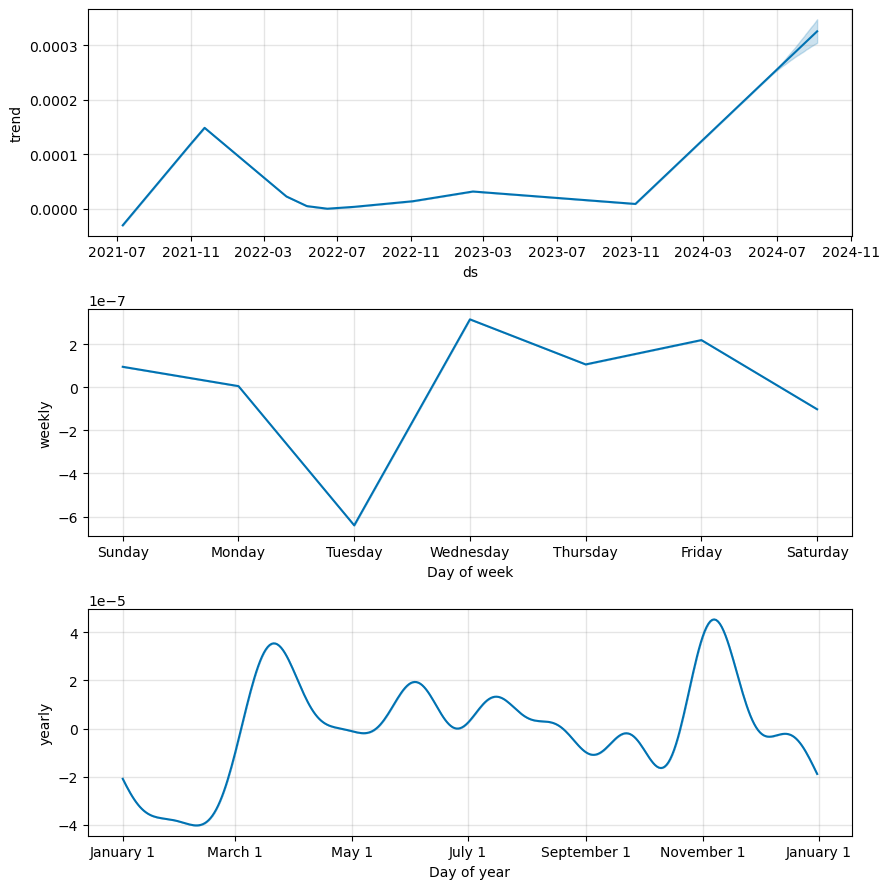 0.0003
0.0002
0.0001
0.0000
trend
2021-07 2021-11 2022-03 2022-07 2022-11 2023-03 2023-07 2023-11 2024-03 2024-07 2024-11
ds
1e−7
2
0
−2
−4
−6
weekly
Sunday Monday Tuesday Wednesday Thursday Friday Saturday
Day of week
1e−5
4
2
0
−2
−4
yearly
January 1 March 1 May 1 July 1 September 1 November 1 January 1
Day of year